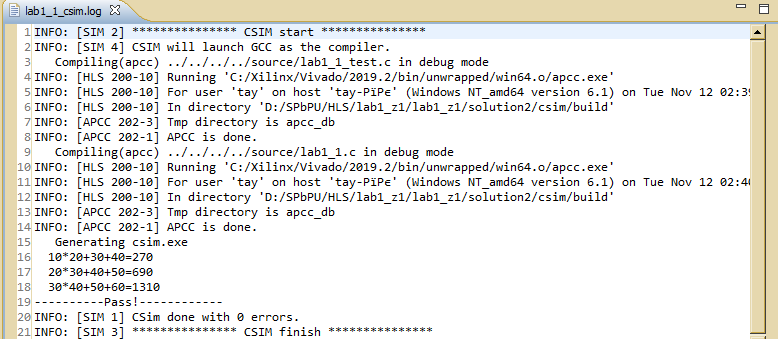 lab1_1_csim.log
1 INFO: [SIM 2] *************** CSIM start ***************
2 INFO: [SIM 4] CSIM will launch GCC as the compiler.
3    Compiling(apcc) ../../../../source/lab1_1_test.c in debug mode
4 INFO: [HLS 200-10] Running 'C:/Xilinx/Vivado/2019.2/bin/unwrapped/win64.o/apcc.exe'
5 INFO: [HLS 200-10] For user 'tay' on host 'tay-РїРє' (Windows NT_amd64 version 6.1) on Tue Nov 12 02:39
6 INFO: [HLS 200-10] In directory 'D:/SPbPU/HLS/lab1_z1/lab1_z1/solution2/csim/build'
7 INFO: [APCC 202-3] Tmp directory is apcc_db
8 INFO: [APCC 202-1] APCC is done.
9    Compiling(apcc) ../../../../source/lab1_1.c in debug mode
10 INFO: [HLS 200-10] Running 'C:/Xilinx/Vivado/2019.2/bin/unwrapped/win64.o/apcc.exe'
11 INFO: [HLS 200-10] For user 'tay' on host 'tay-РїРє' (Windows NT_amd64 version 6.1) on Tue Nov 12 02:40
12 INFO: [HLS 200-10] In directory 'D:/SPbPU/HLS/lab1_z1/lab1_z1/solution2/csim/build'
13 INFO: [APCC 202-3] Tmp directory is apcc_db
14 INFO: [APCC 202-1] APCC is done.
15    Generating csim.exe
16   10*20+30+40=270
17   20*30+40+50=690
18   30*40+50+60=1310
19 ----------Pass!------------
20 INFO: [SIM 1] CSim done with 0 errors.
21 INFO: [SIM 3] *************** CSIM finish ***************